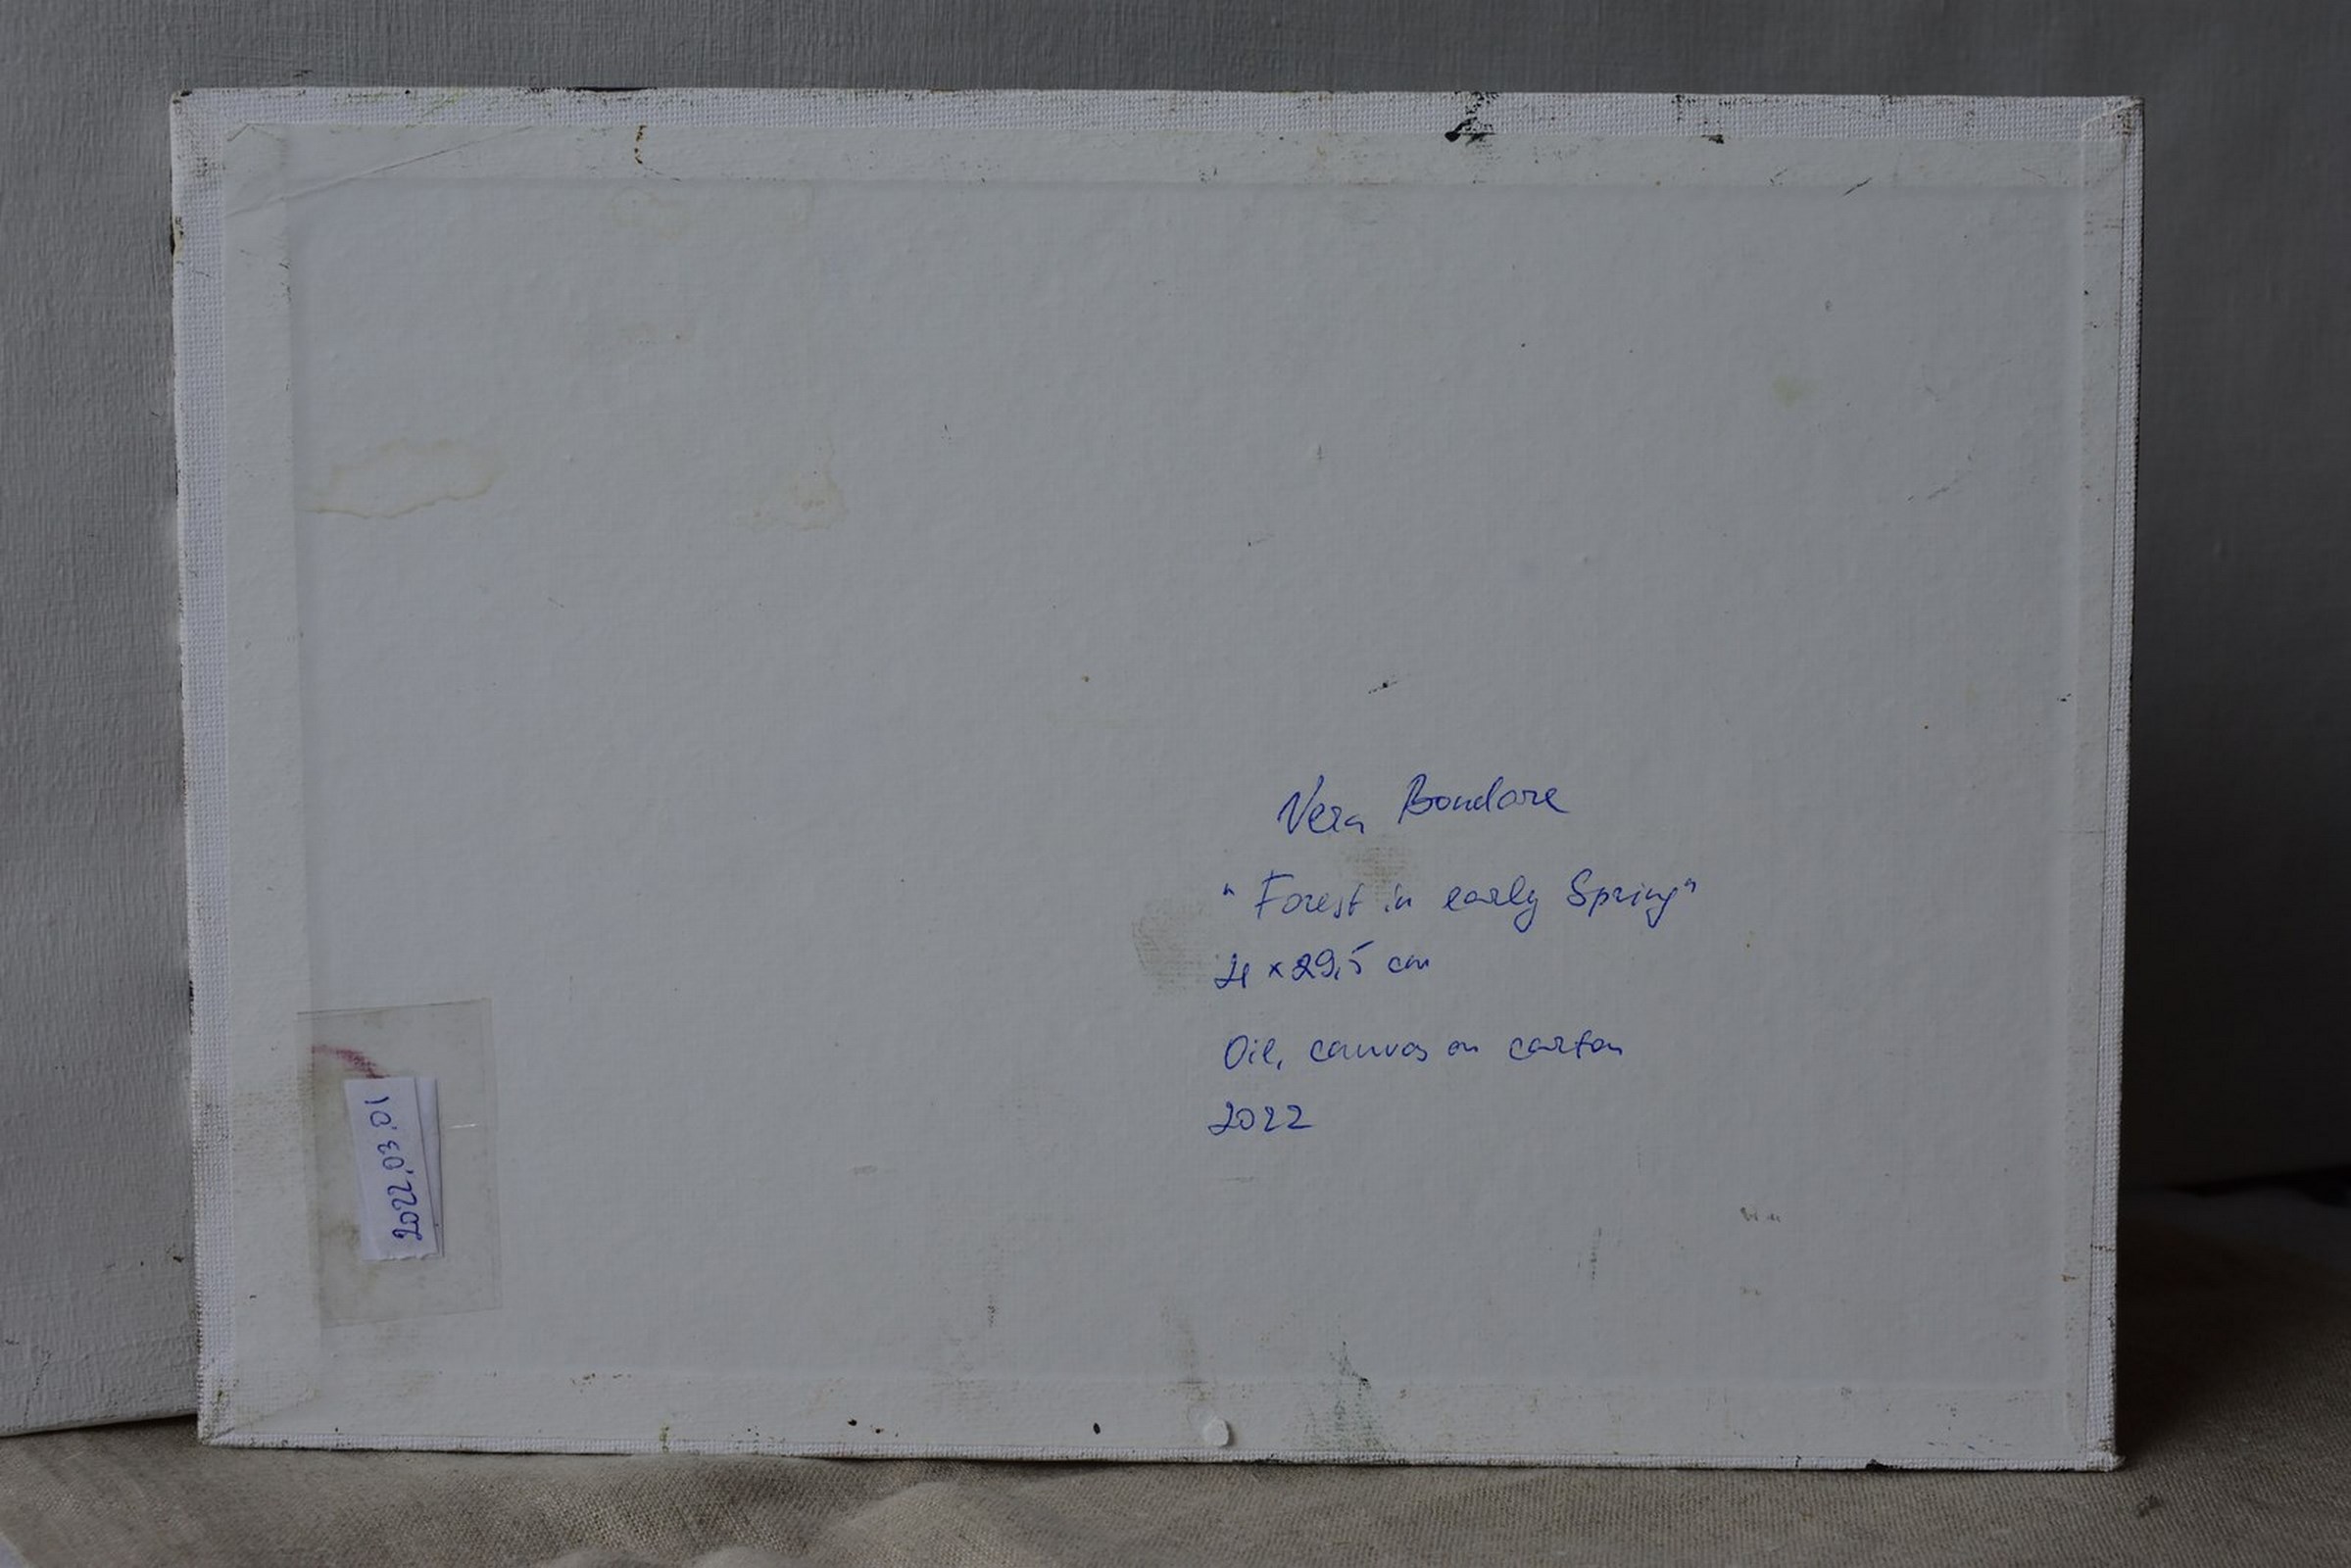 Vera Bondare
"Forest in early Spring"
21 x 29,5 cm
Oil, canvas on carton
2022
2022.03.01